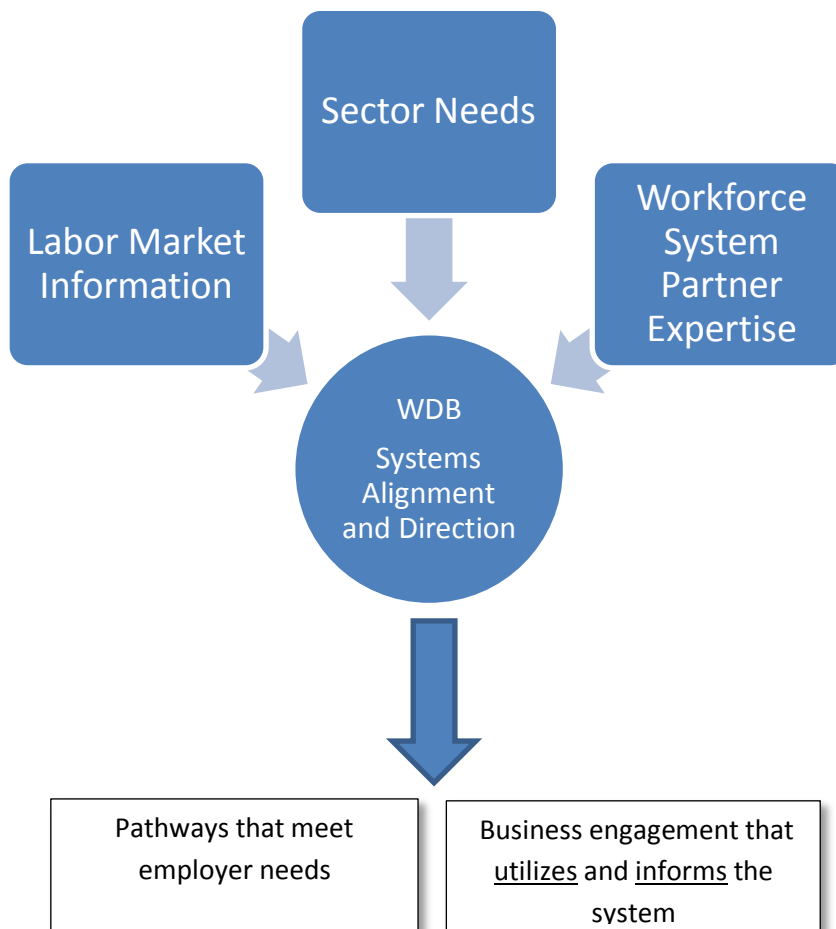 Sector Needs
Labor Market
Information
Workforce
System
Partner
Expertise
WDB
Systems
Alignment
and Direction
Pathways that meet
employer needs
Business engagement that
utilizes and informs the
system